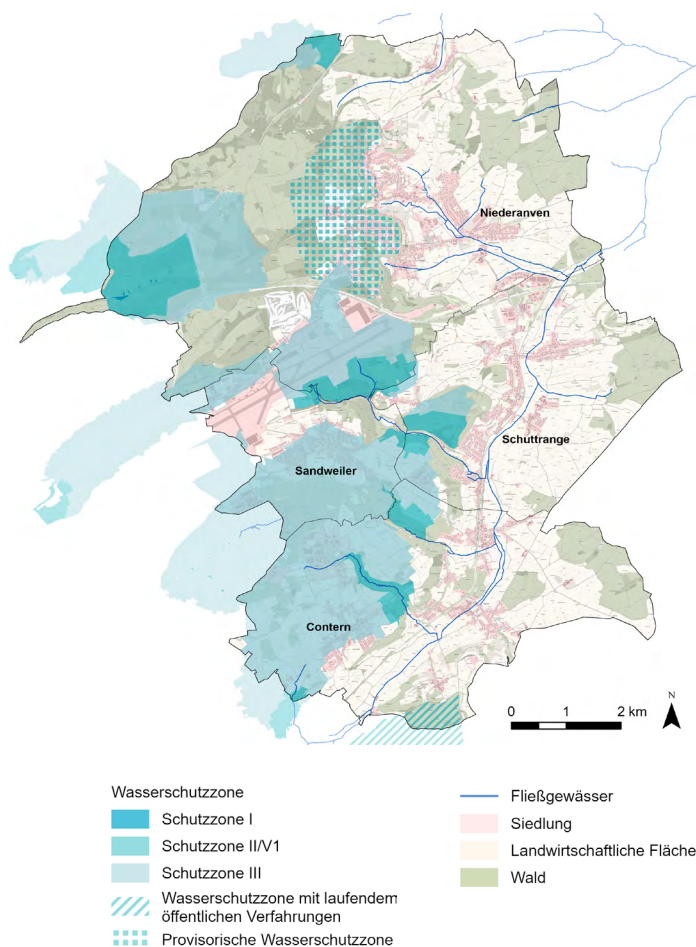 Niederanven
Schuttrange
Sandweiler
Contern
N
0 1 2 km
Wasserschutzzone
Schutzzone I
Schutzzone II/V1
Schutzzone III
Wasserschutzzone mit laufendem
öffentlichen Verfahrungen
Provisorische Wasserschutzzone
Fließgewässer
Siedlung
Landwirtschaftliche Fläche
Wald